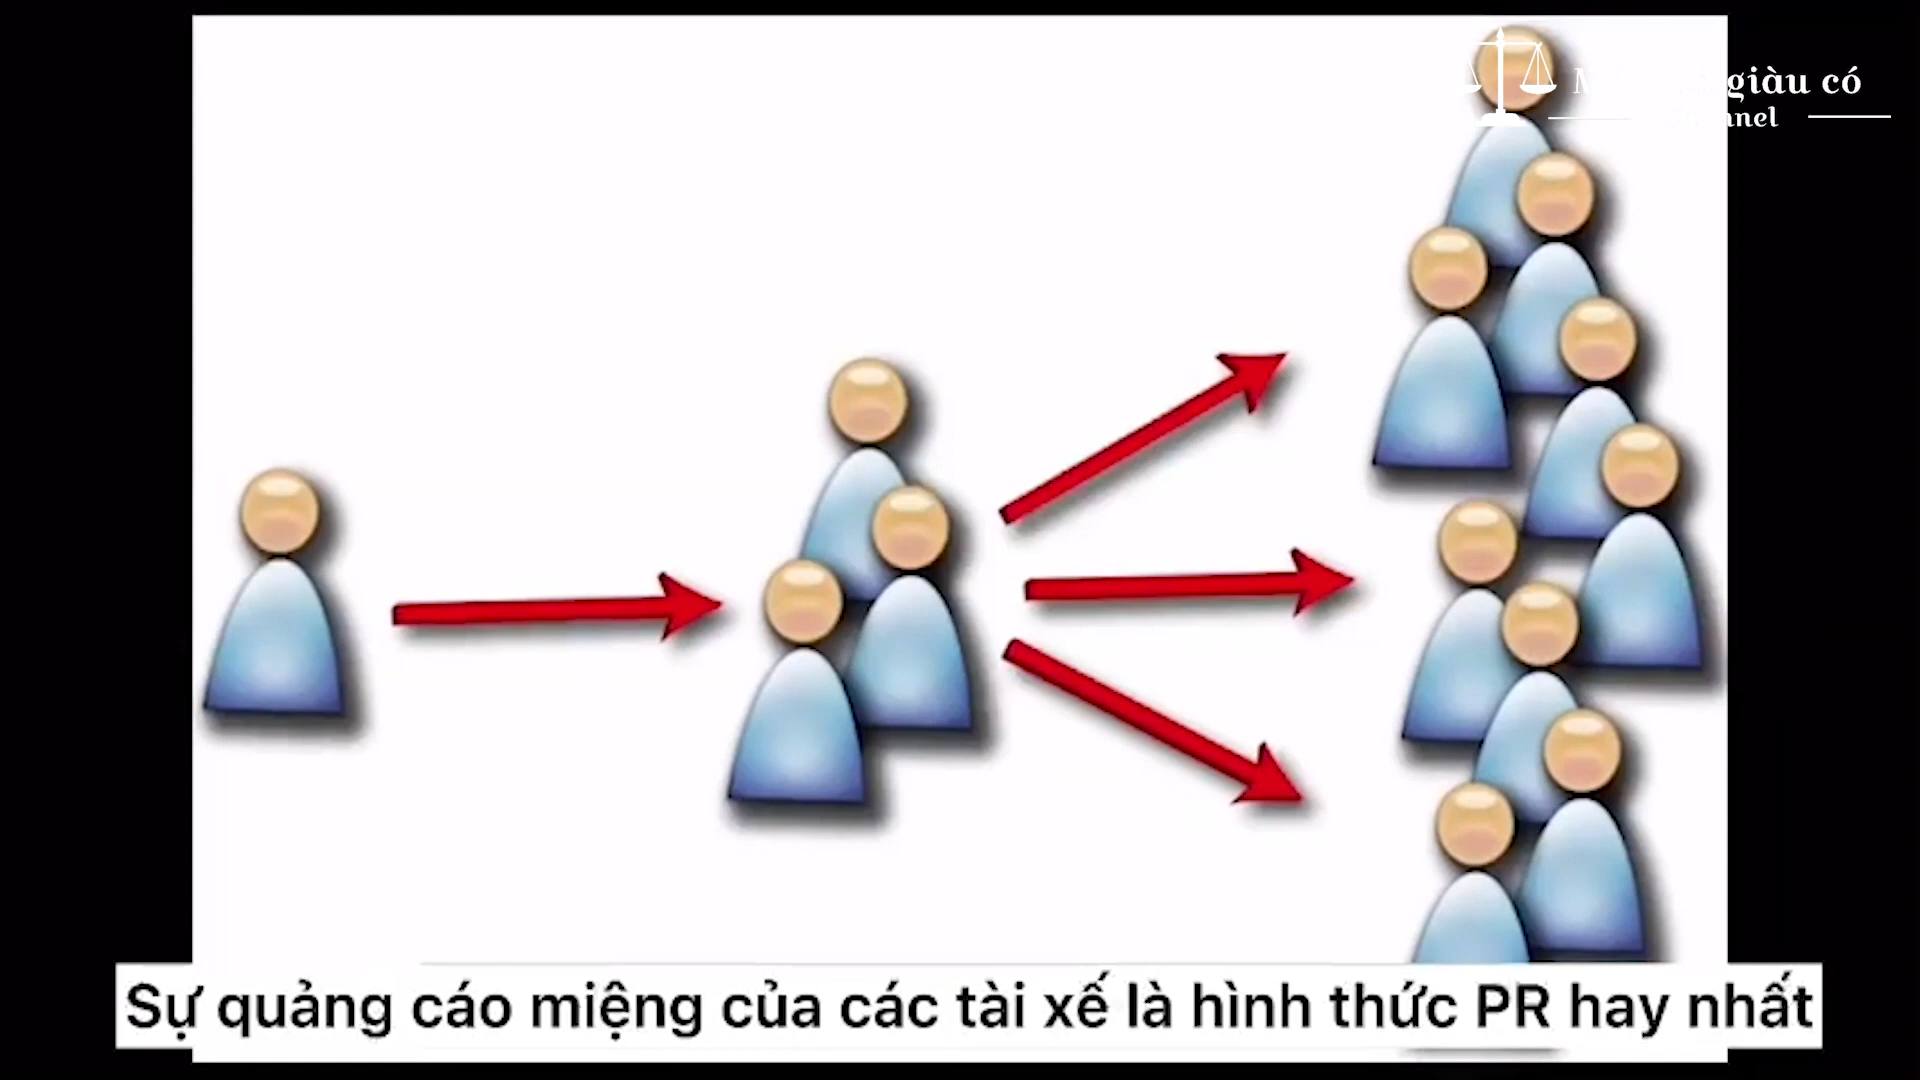 giàu có
Sự quảng cáo miệng của các tài xế là hình thức PR hay nhất